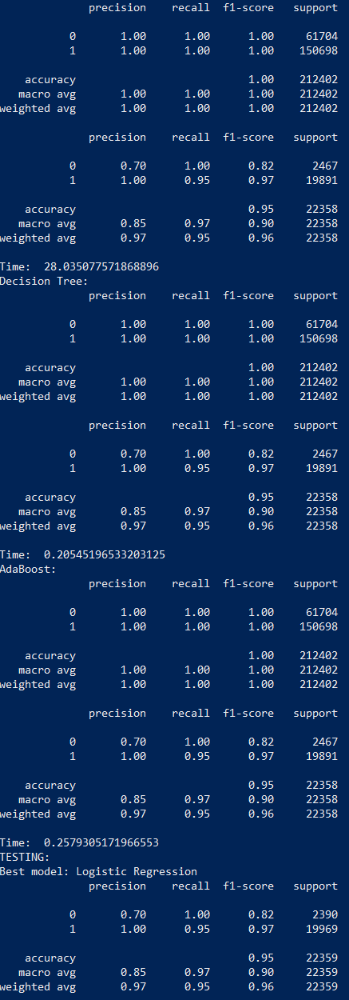 precision recall f1-score support
0 1.00 1.00 1.00 61704
1 1.00 1.00 1.00 150698
accuracy 1.00 212402
macro avg 1.00 1.00 1.00 212402
weighted avg 1.00 1.00 1.00 212402
precision recall f1-score support
0 0.70 1.00 0.82 2467
1 1.00 0.95 0.97 19891
accuracy 0.95 22358
macro avg 0.85 0.97 0.90 22358
weighted avg 0.97 0.95 0.96 22358
Time: 28.035077571868896
Decision Tree:
precision recall f1-score support
0 1.00 1.00 1.00 61704
1 1.00 1.00 1.00 150698
accuracy 1.00 212402
macro avg 1.00 1.00 1.00 212402
weighted avg 1.00 1.00 1.00 212402
precision recall f1-score support
0 0.70 1.00 0.82 2467
1 1.00 0.95 0.97 19891
accuracy 0.95 22358
macro avg 0.85 0.97 0.90 22358
weighted avg 0.97 0.95 0.96 22358
Time: 0.20545196533203125
AdaBoost:
precision recall f1-score support
0 1.00 1.00 1.00 61704
1 1.00 1.00 1.00 150698
accuracy 1.00 212402
macro avg 1.00 1.00 1.00 212402
weighted avg 1.00 1.00 1.00 212402
precision recall f1-score support
0 0.70 1.00 0.82 2467
1 1.00 0.95 0.97 19891
accuracy 0.95 22358
macro avg 0.85 0.97 0.90 22358
weighted avg 0.97 0.95 0.96 22358
Time: 0.2579305171966553
TESTING:
Best model: Logistic Regression
precision recall f1-score support
0 0.70 1.00 0.82 2390
1 1.00 0.95 0.97 19969
accuracy 0.95 22359
macro avg 0.85 0.97 0.90 22359
weighted avg 0.97 0.95 0.96 22359